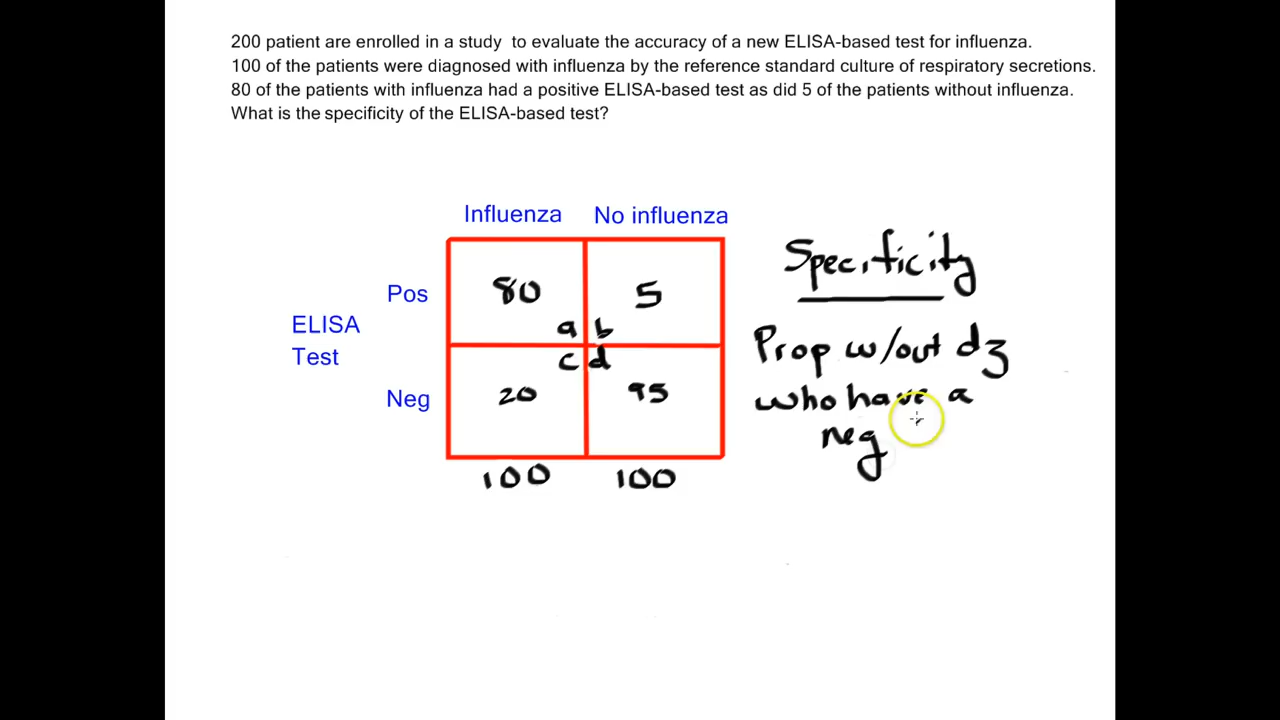 200 patient are enrolled in a study to evaluate the accuracy of a new ELISA-based test for influenza.
100 of the patients were diagnosed with influenza by the reference standard culture of respiratory secretions.
80 of the patients with influenza had a positive ELISA-based test as did 5 of the patients without influenza.
What is the specificity of the ELISA-based test?
Influenza No influenza
Specificity
Pos 80 5
ELISA a b
Test c d
Prop w/out dz
Neg 20 95
who have a
neg
100 100